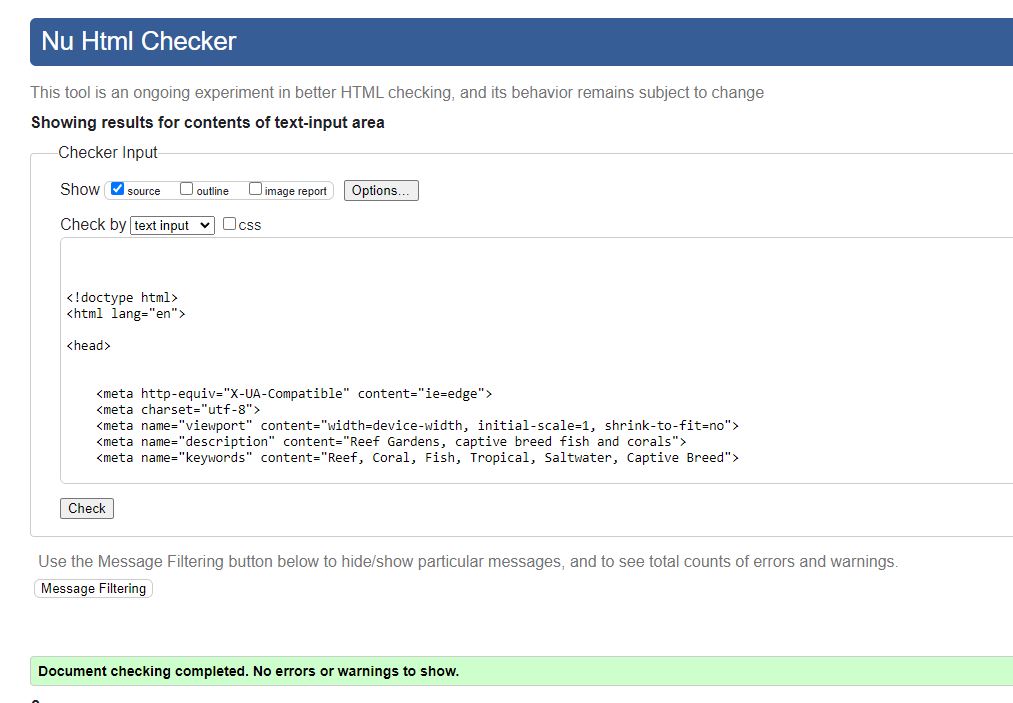 Nu Html Checker
This tool is an ongoing experiment in better HTML checking, and its behavior remains subject to change
Showing results for contents of text-input area
Checker Input
Show source outline image report Options...
Check by text input css
<!doctype html>
<html lang="en">
<head>
<meta http-equiv="X-UA-Compatible" content="ie=edge">
<meta charset="utf-8">
<meta name="viewport" content="width=device-width, initial-scale=1, shrink-to-fit=no">
<meta name="description" content="Reef Gardens, captive breed fish and corals">
<meta name="keywords" content="Reef, Coral, Fish, Tropical, Saltwater, Captive Breed">
Check
Use the Message Filtering button below to hide/show particular messages, and to see total counts of errors and warnings.
Message Filtering
Document checking completed. No errors or warnings to show.